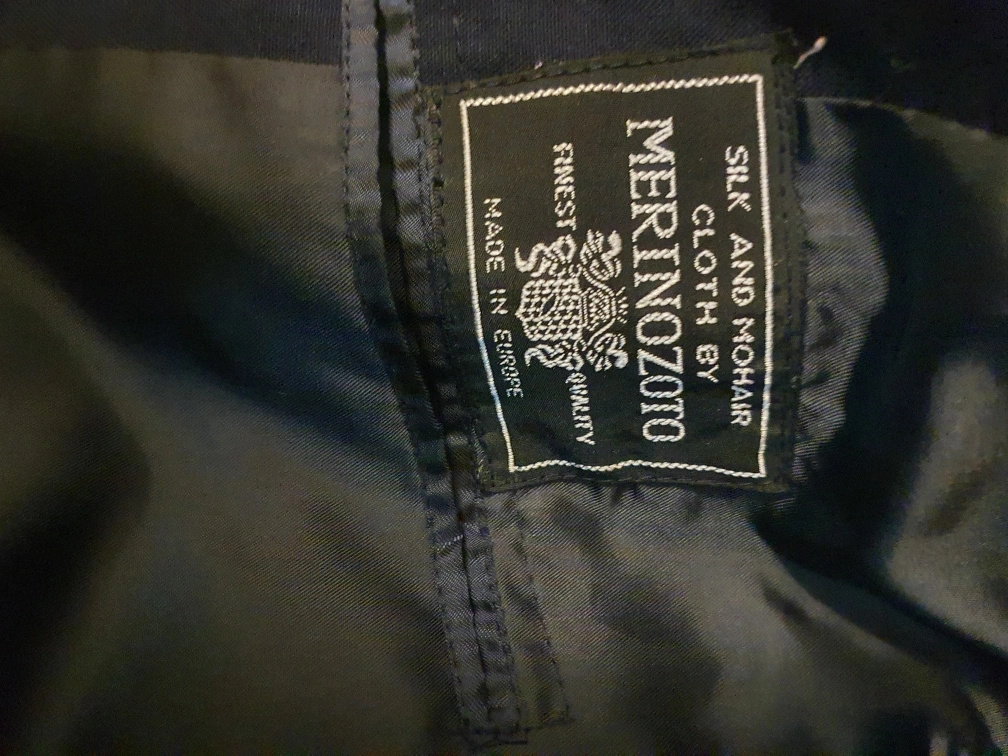 SILK AND MOHAIR
CLOTH BY
MERINOZOTO
FINEST QUALITY
MADE IN EUROPE